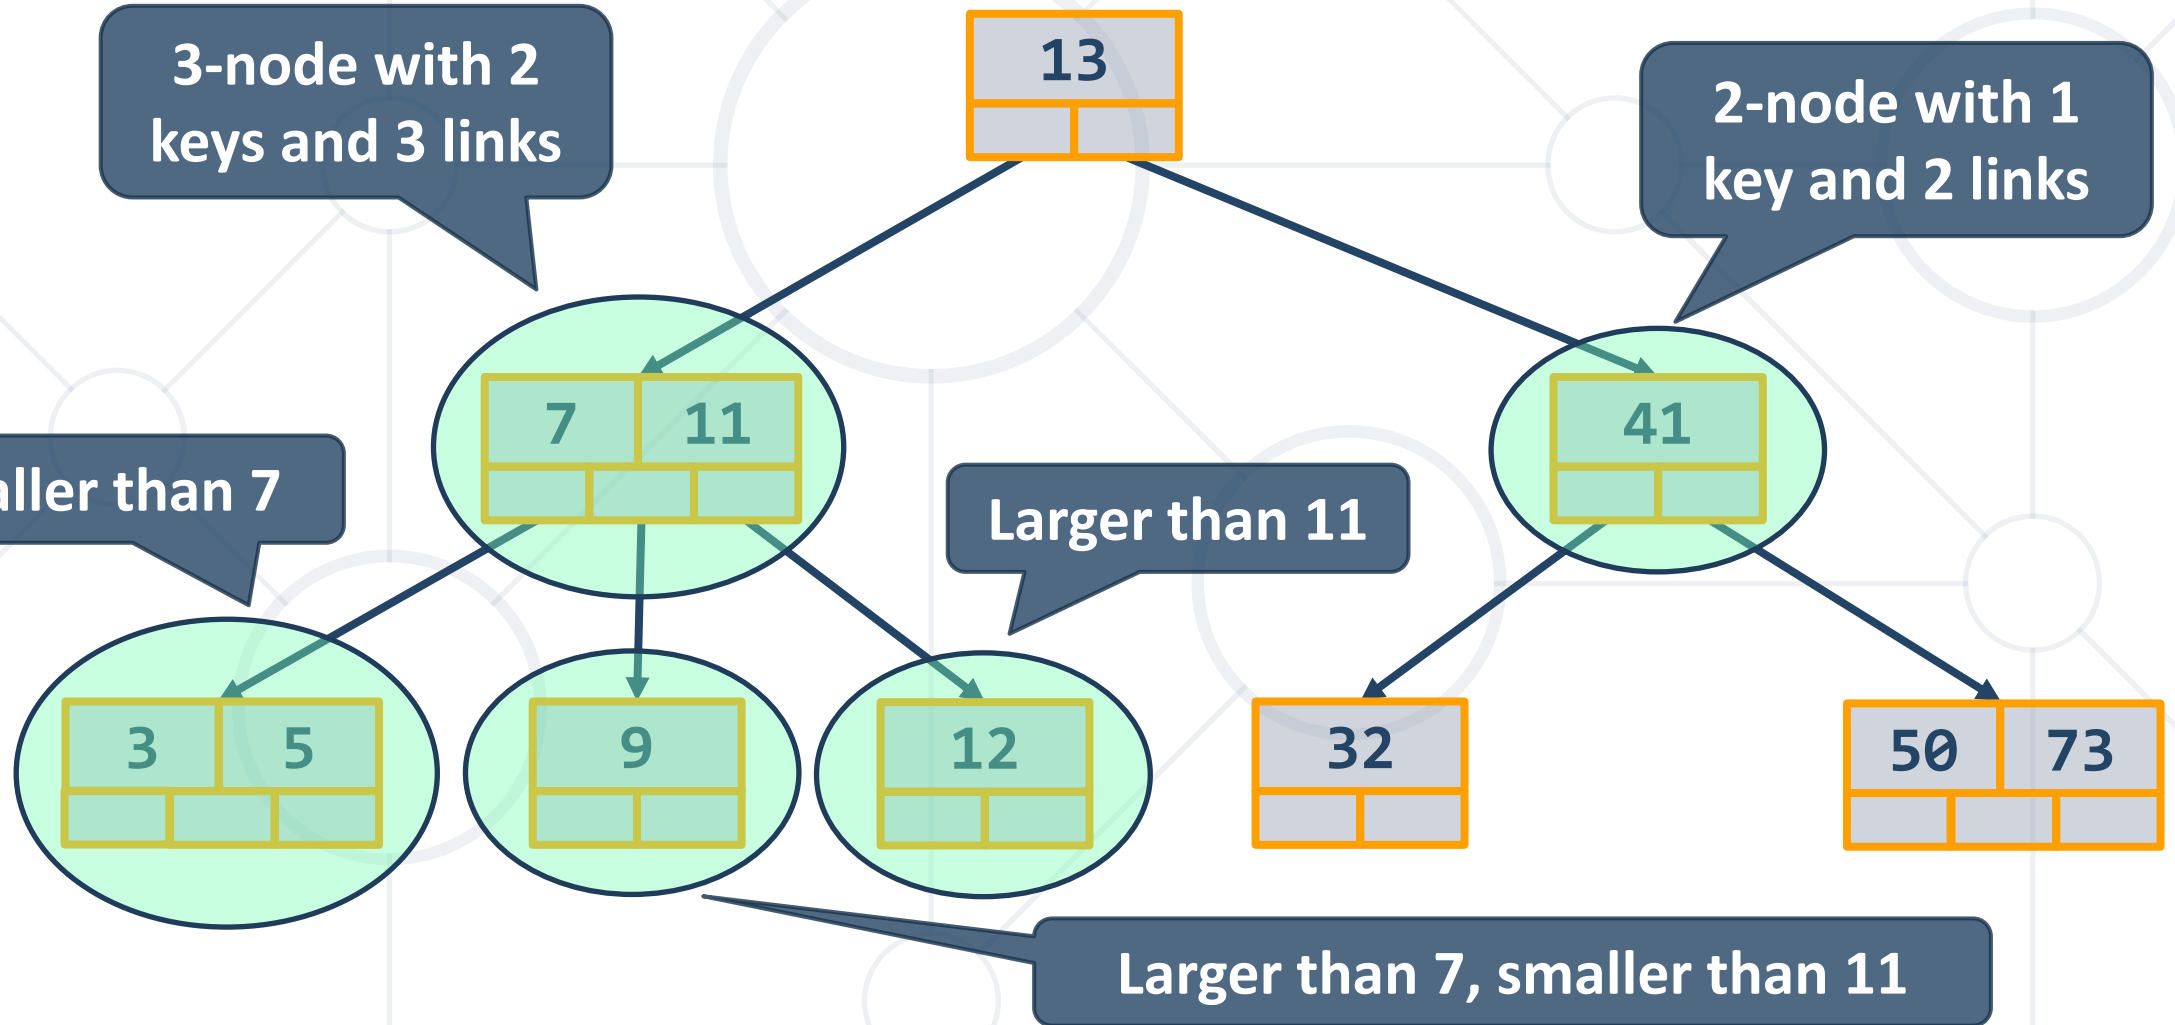 3-node with 2
keys and 3 links
13
2-node with 1
key and 2 links
7 11
41
than 7
Larger than 11
3 5
9
12
32
50 73
Larger than 7, smaller than 11